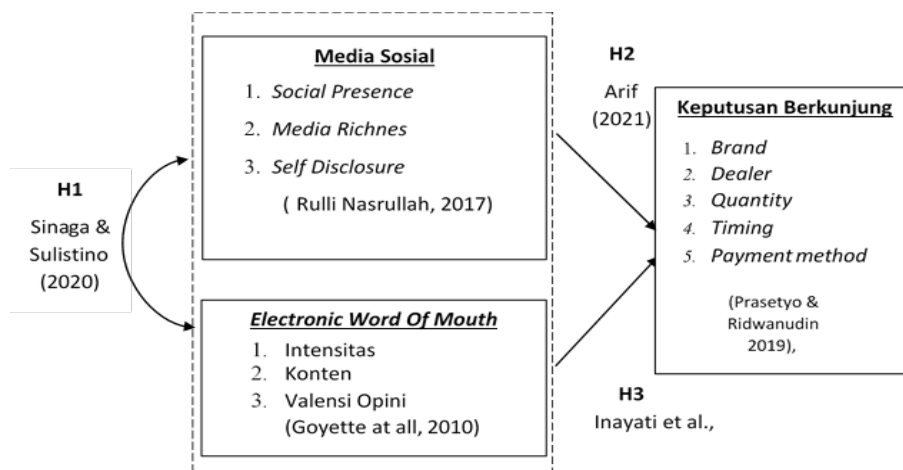 H1
Sinaga &
Sulistino
(2020)
Media Sosial
1. Social Presence
2. Media Richnes
3. Self Disclosure
( Rulli Nasrullah, 2017)
Electronic Word Of Mouth
1. Intensitas
2. Konten
3. Valensi Opini
(Goyette at all, 2010)
H2
Arif
(2021)
H3
Inayati et al.,
Keputusan Berkunjung
1. Brand
2. Dealer
3. Quantity
4. Timing
5. Payment method
(Prasetyo &
Ridwanudin
2019),